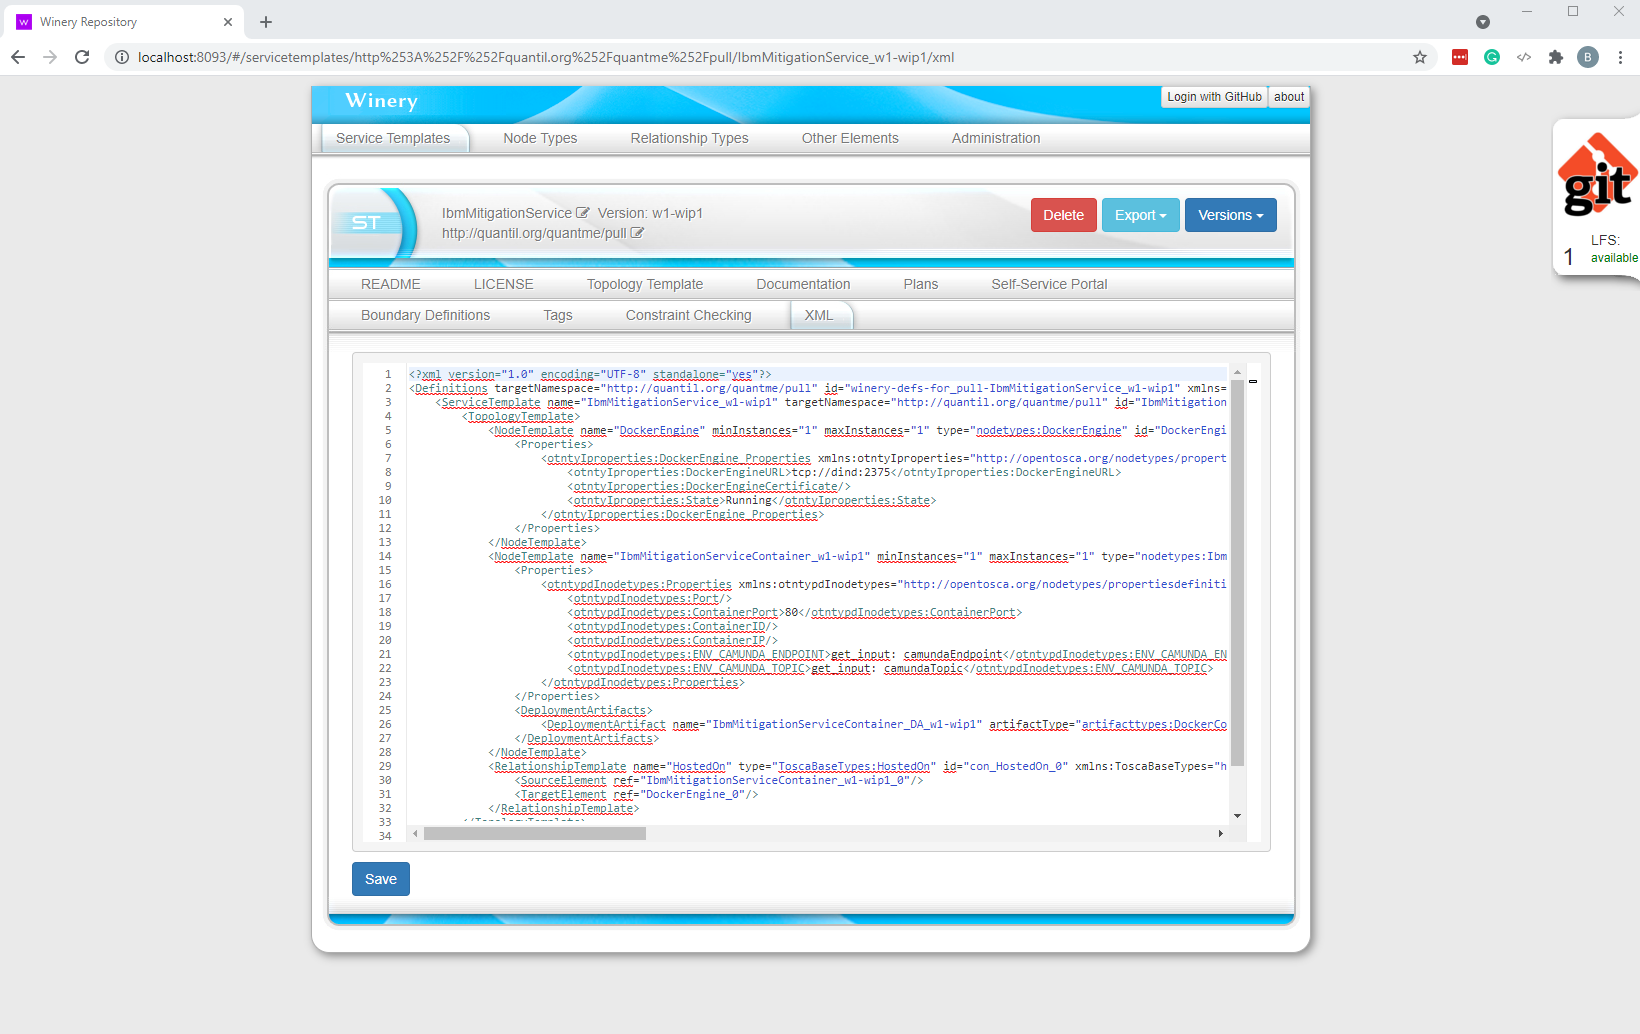 Winery Repository
localhost:8093/#/servicetemplates/http%253A%252F%252Fquantil.org%252Fquantme%252Fpull/IbmMitigationService_w1-wip1/xml
B
Winery
Login with GitHub about
Service Templates Node Types Relationship Types Other Elements Administration
git
LFS:
1 available
ST
IbmMitigationService Version: w1-wip1
http://quantil.org/quantme/pull
Delete Export Versions
README LICENSE Topology Template Documentation Plans Self-Service Portal
Boundary Definitions Tags Constraint Checking XML
1 <?xml version="1.0" encoding="UTF-8" standalone="yes"?>
2 <Definitions targetNamespace="http://quantil.org/quantme/pull" id="winery-defs-for_pull-IbmMitigationService_w1-wip1" xmlns=
3 <ServiceTemplate name="IbmMitigationService_w1-wip1" targetNamespace="http://quantil.org/quantme/pull" id="IbmMitigation
4 <TopologyTemplate>
5 <NodeTemplate name="DockerEngine" minInstances="1" maxInstances="1" type="nodetypes:DockerEngine" id="DockerEngi
6 <Properties>
7 <otntyIproperties:DockerEngine_Properties xmlns:otntyIproperties="http://opentosca.org/nodetypes/propert
8 <otntyIproperties:DockerEngineURL>tcp://dind:2375</otntyIproperties:DockerEngineURL>
9 <otntyIproperties:DockerEngineCertificate/>
10 <otntyIproperties:State>Running</otntyIproperties:State>
11 </otntyIproperties:DockerEngine_Properties>
12 </Properties>
13 </NodeTemplate>
14 <NodeTemplate name="IbmMitigationServiceContainer_w1-wip1" minInstances="1" maxInstances="1" type="nodetypes:Ibm
15 <Properties>
16 <otntypdInodetypes:Properties xmlns:otntypdInodetypes="http://opentosca.org/nodetypes/propertiesdefiniti
17 <otntypdInodetypes:Port/>
18 <otntypdInodetypes:ContainerPort>80</otntypdInodetypes:ContainerPort>
19 <otntypdInodetypes:ContainerID/>
20 <otntypdInodetypes:ContainerIP/>
21 <otntypdInodetypes:ENV_CAMUNDA_ENDPOINT>get_input: camundaEndpoint</otntypdInodetypes:ENV_CAMUNDA_EN
22 <otntypdInodetypes:ENV_CAMUNDA_TOPIC>get_input: camundaTopic</otntypdInodetypes:ENV_CAMUNDA_TOPIC>
23 </otntypdInodetypes:Properties>
24 </Properties>
25 <DeploymentArtifacts>
26 <DeploymentArtifact name="IbmMitigationServiceContainer_DA_w1-wip1" artifactType="artifacttypes:DockerCo
27 </DeploymentArtifacts>
28 </NodeTemplate>
29 <RelationshipTemplate name="HostedOn" type="ToscaBaseTypes:HostedOn" id="con_HostedOn_0" xmlns:ToscaBaseTypes="h
30 <SourceElement ref="IbmMitigationServiceContainer_w1-wip1_0"/>
31 <TargetElement ref="DockerEngine_0"/>
32 </RelationshipTemplate>
33 </TopologyTemplate>
34
Save